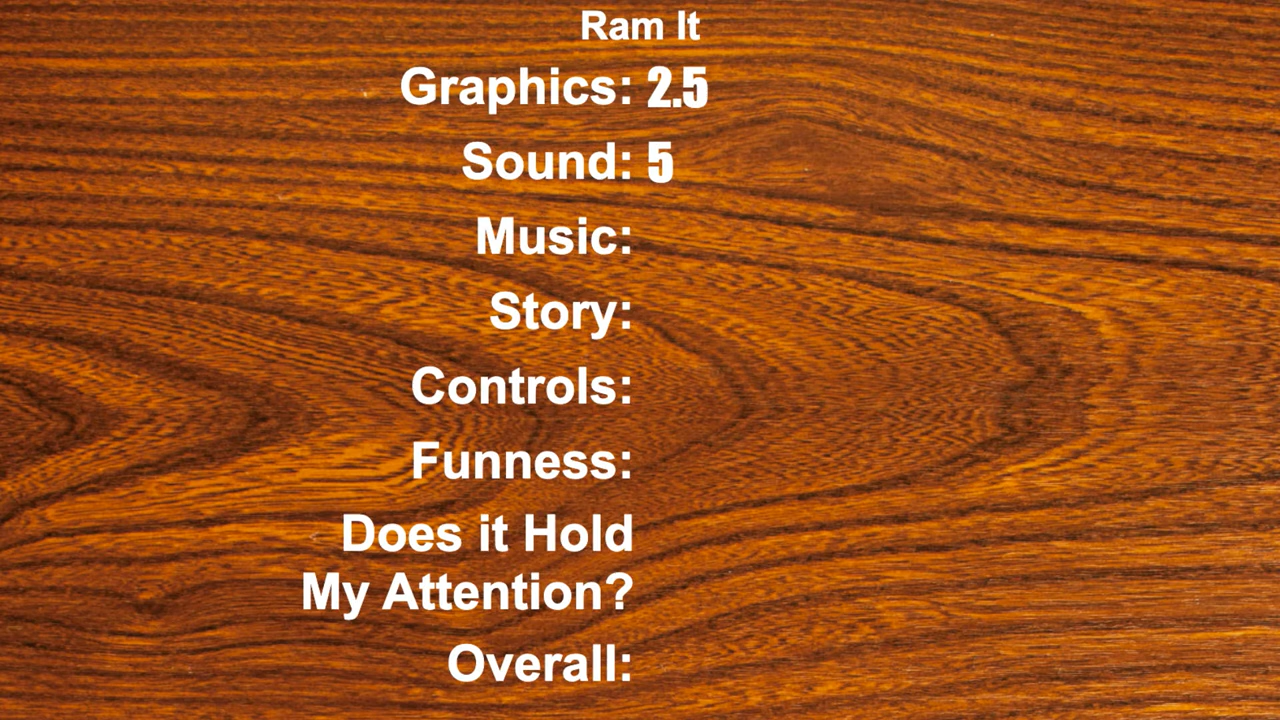 Ram It
Graphics: 2.5
Sound: 5
Music:
Story:
Controls:
Funness:
Does it Hold
My Attention?
Overall: